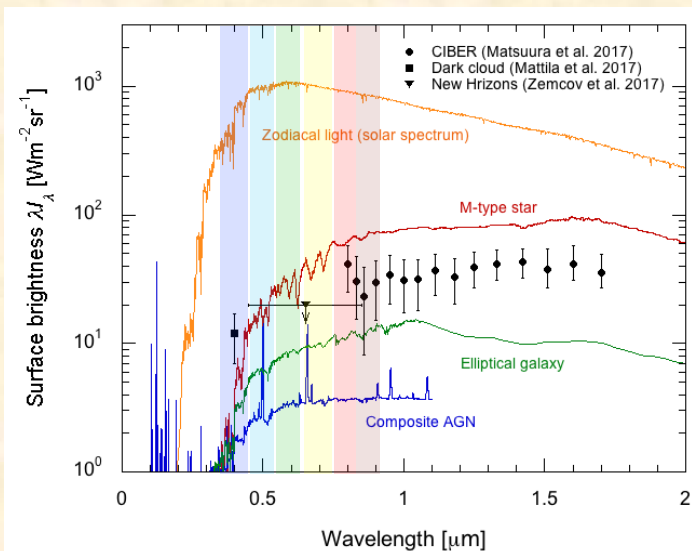 CIBER (Matsuura et al. 2017)
Dark cloud (Mattila et al. 2017)
New Hrizons (Zemcov et al. 2017)
Zodiacal light (solar spectrum)
M-type star
Elliptical galaxy
Composite AGN
Surface brightness λI_λ [Wm⁻²sr⁻¹]
10³
10²
10¹
10⁰
0 0.5 1 1.5 2
Wavelength [μm]